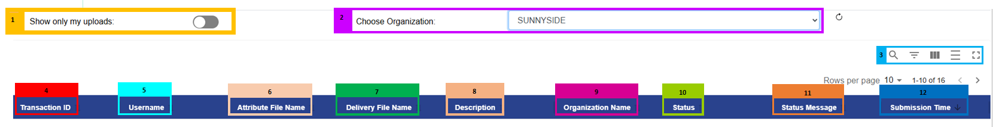 1 Show only my uploads:
2 Choose Organization: SUNNYSIDE
3
Rows per page 10 1-10 of 16
4 5 6 7 8 9 10 11 12
Transaction ID Username Attribute File Name Delivery File Name Description Organization Name Status Status Message Submission Time